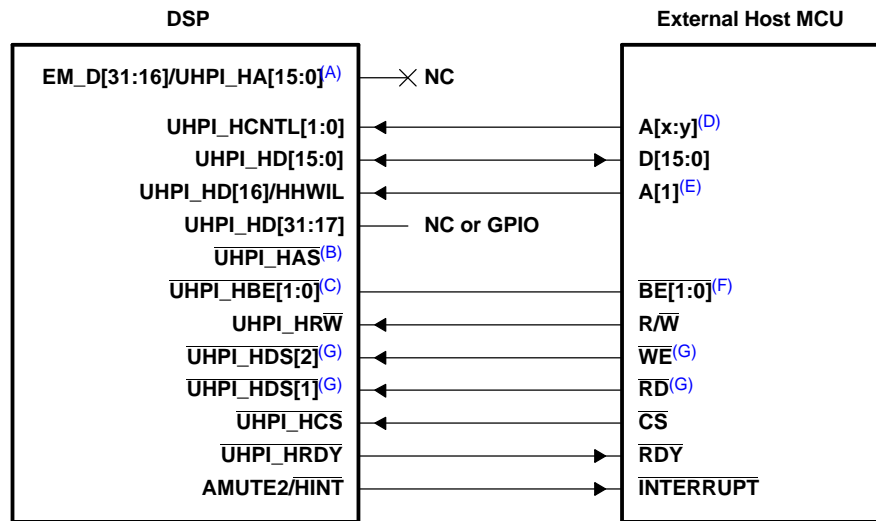 DSP
External Host MCU
EM_D[31:16]/UHPI_HA[15:0](A) NC
UHPI_HCNTL[1:0] A[x:y](D)
UHPI_HD[15:0] D[15:0]
UHPI_HD[16]/HHWIL A[1](E)
UHPI_HD[31:17] NC or GPIO
UHPI_HAS(B)
UHPI_HBE[1:0](C) BE[1:0](F)
UHPI_HRW R/W
UHPI_HDS[2](G) WE(G)
UHPI_HDS[1](G) RD(G)
UHPI_HCS CS
UHPI_HRDY RDY
AMUTE2/HINT INTERRUPT